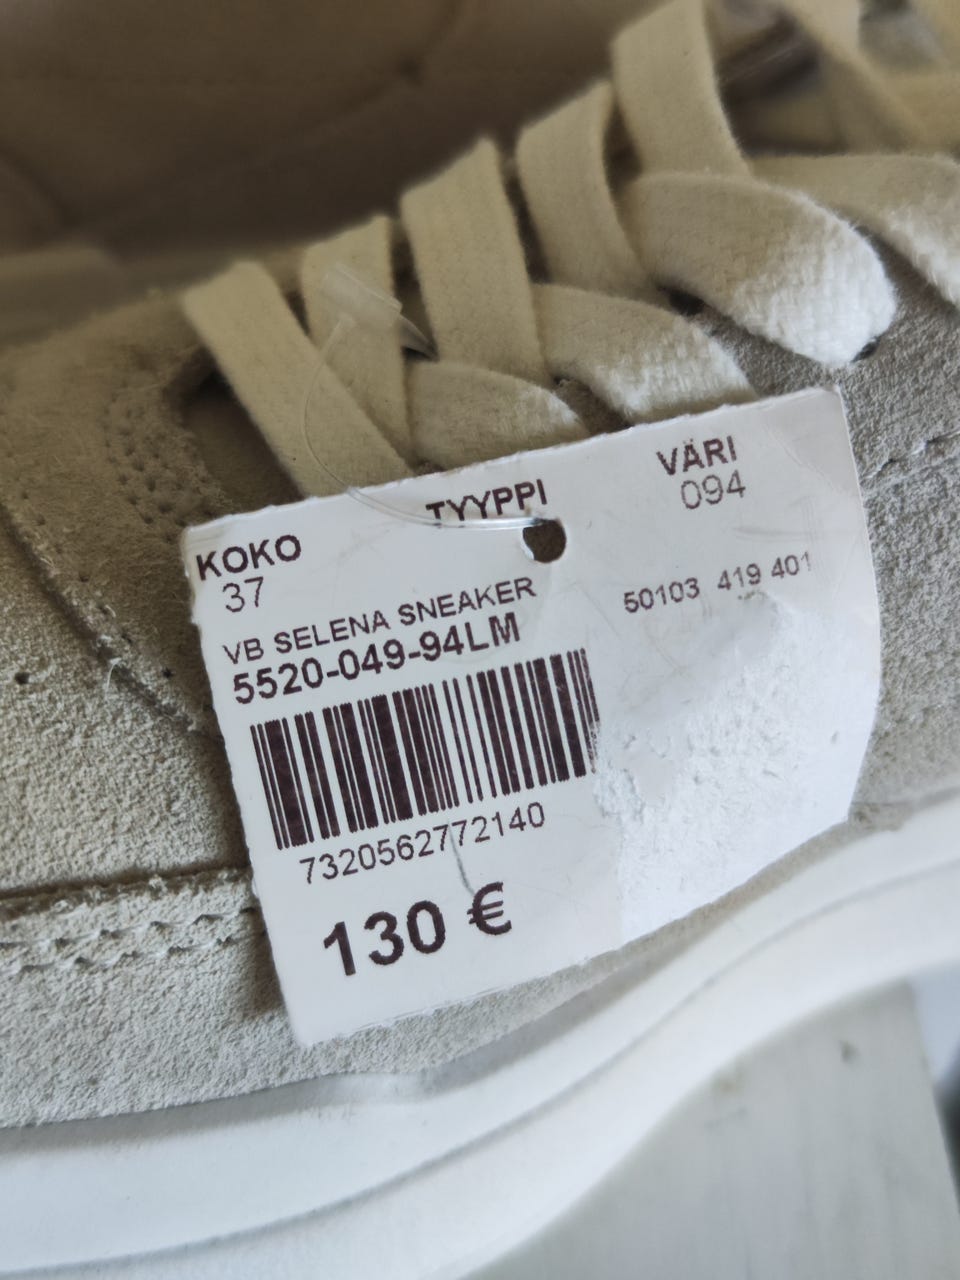 KOKO TYYPPI VÄRI
37 094
VB SELENA SNEAKER 50103 419 401
5520-049-94LM
7320562772140
130 €